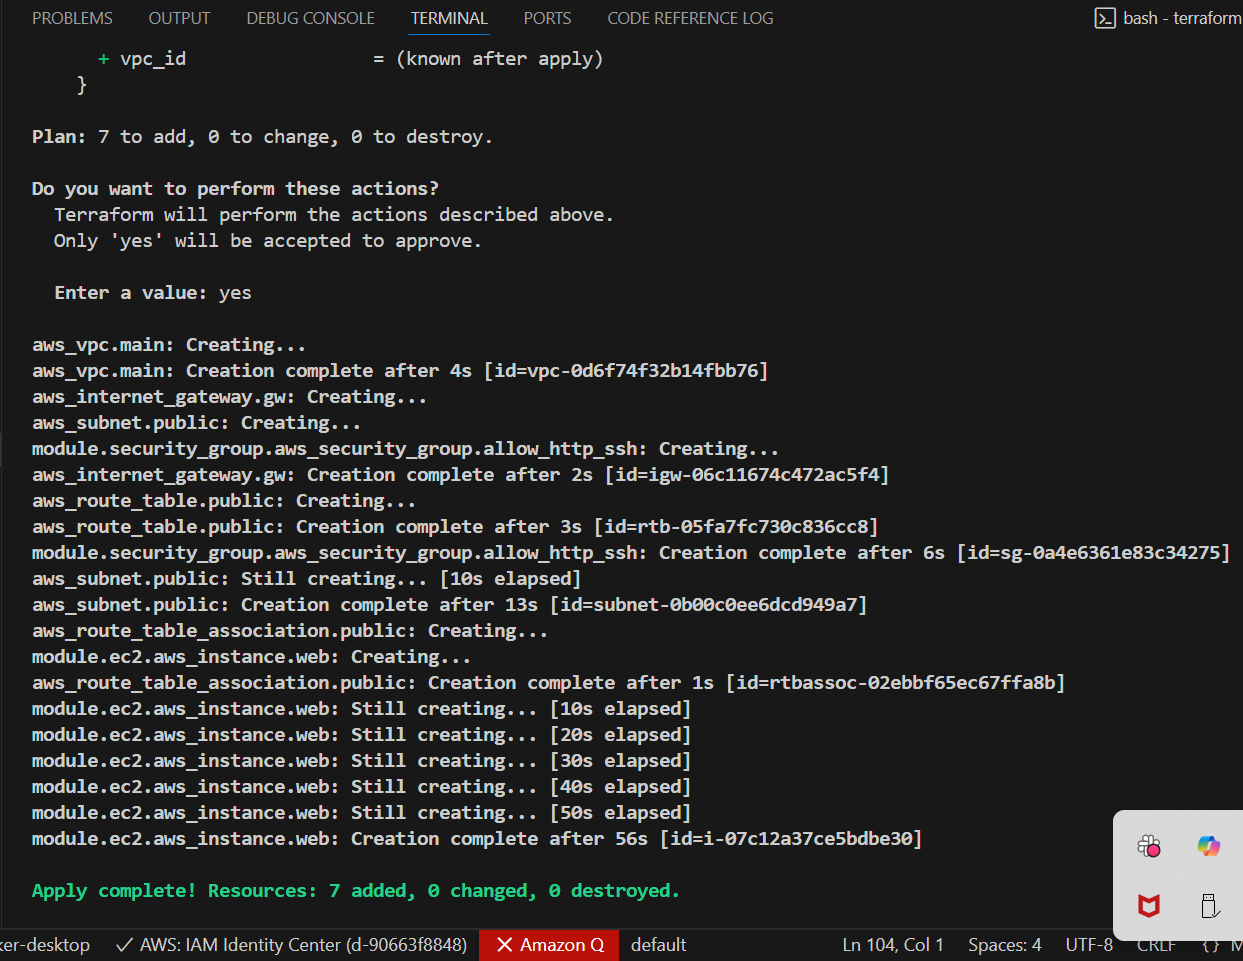 PROBLEMS OUTPUT DEBUG CONSOLE TERMINAL PORTS CODE REFERENCE LOG bash - terraform
+ vpc_id = (known after apply)
}
Plan: 7 to add, 0 to change, 0 to destroy.
Do you want to perform these actions?
Terraform will perform the actions described above.
Only 'yes' will be accepted to approve.
Enter a value: yes
aws_vpc.main: Creating...
aws_vpc.main: Creation complete after 4s [id=vpc-0d6f74f32b14fbb76]
aws_internet_gateway.gw: Creating...
aws_subnet.public: Creating...
module.security_group.aws_security_group.allow_http_ssh: Creating...
aws_internet_gateway.gw: Creation complete after 2s [id=igw-06c11674c472ac5f4]
aws_route_table.public: Creating...
aws_route_table.public: Creation complete after 3s [id=rtb-05fa7fc730c836cc8]
module.security_group.aws_security_group.allow_http_ssh: Creation complete after 6s [id=sg-0a4e6361e83c34275]
aws_subnet.public: Still creating... [10s elapsed]
aws_subnet.public: Creation complete after 13s [id=subnet-0b00c0ee6dcd949a7]
aws_route_table_association.public: Creating...
module.ec2.aws_instance.web: Creating...
aws_route_table_association.public: Creation complete after 1s [id=rtbassoc-02ebbf65ec67ffa8b]
module.ec2.aws_instance.web: Still creating... [10s elapsed]
module.ec2.aws_instance.web: Still creating... [20s elapsed]
module.ec2.aws_instance.web: Still creating... [30s elapsed]
module.ec2.aws_instance.web: Still creating... [40s elapsed]
module.ec2.aws_instance.web: Still creating... [50s elapsed]
module.ec2.aws_instance.web: Creation complete after 56s [id=i-07c12a37ce5bdbe30]
Apply complete! Resources: 7 added, 0 changed, 0 destroyed.
ker-desktop AWS: IAM Identity Center (d-90663f8848) Amazon Q default Ln 104, Col 1 Spaces: 4 UTF-8 CRLF {} M